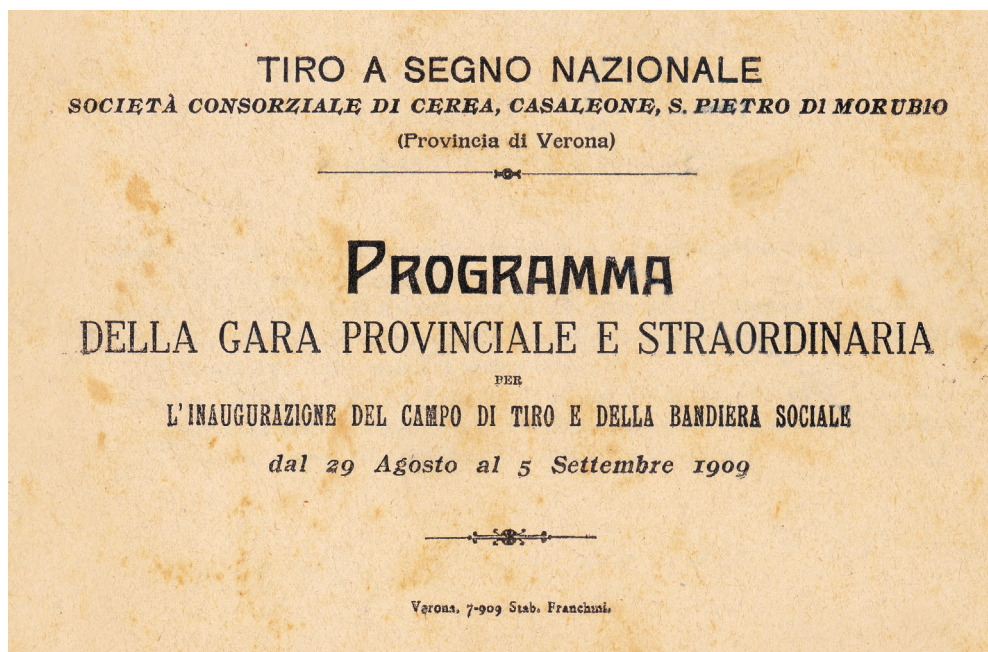 TIRO A SEGNO NAZIONALE
SOCIETÀ CONSORZIALE DI CEREA, CASALEONE, S. PIETRO DI MORUBIO
(Provincia di Verona)
PROGRAMMA
DELLA GARA PROVINCIALE E STRAORDINARIA
PER
L'INAUGURAZIONE DEL CAMPO DI TIRO E DELLA BANDIERA SOCIALE
dal 29 Agosto al 5 Settembre 1909
Verona, 7-909 Stab. Franchini.